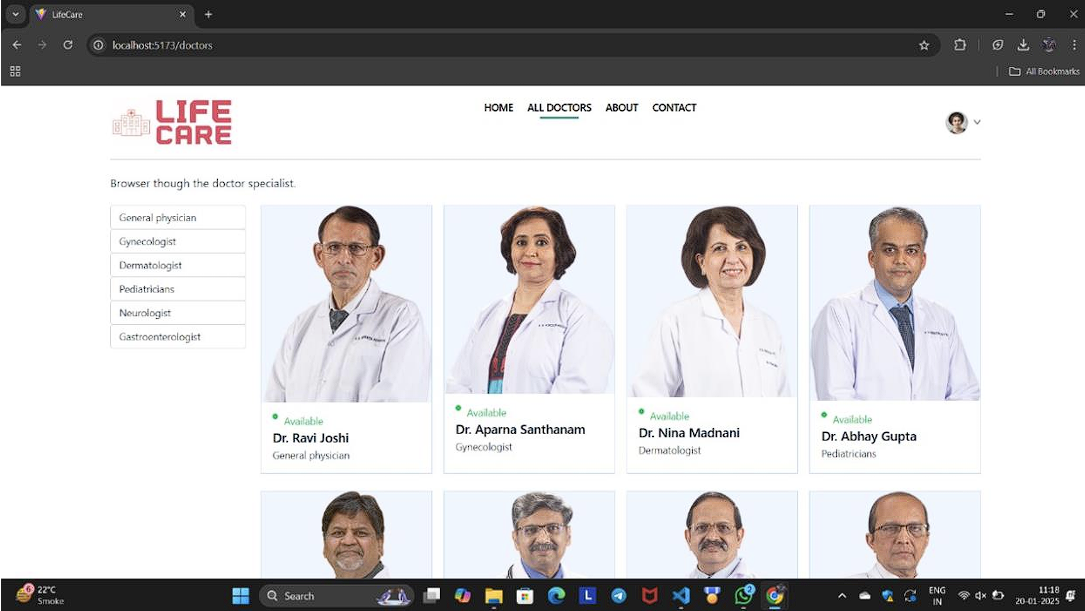 LifeCare
localhost:5173/doctors
All Bookmarks
LIFE
CARE
HOME ALL DOCTORS ABOUT CONTACT
Browser though the doctor specialist.
General physician
Gynecologist
Dermatologist
Pediatricians
Neurologist
Gastroenterologist
Available
Dr. Ravi Joshi
General physician
Available
Dr. Aparna Santhanam
Gynecologist
Available
Dr. Nina Madnani
Dermatologist
Available
Dr. Abhay Gupta
Pediatricians
22°C
Smoke
Search
ENG
IN
11:18
20-01-2025